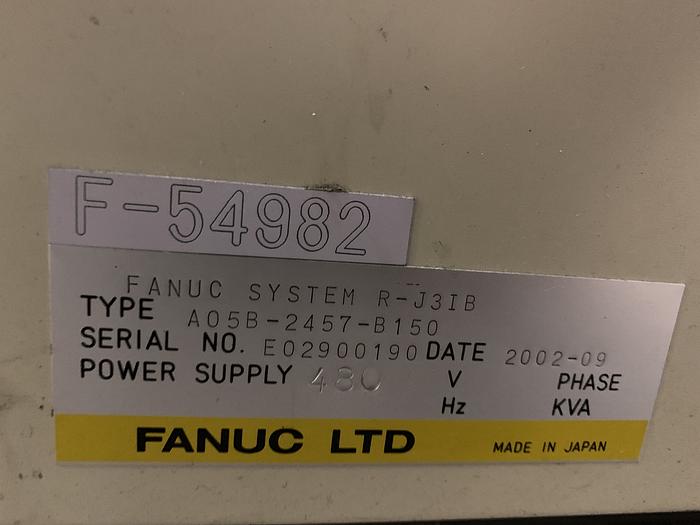 F-54982
FANUC SYSTEM R-J3IB
TYPE A05B-2457-B150
SERIAL NO. E02900190 DATE 2002-09
POWER SUPPLY 480 V PHASE
Hz KVA
FANUC LTD MADE IN JAPAN